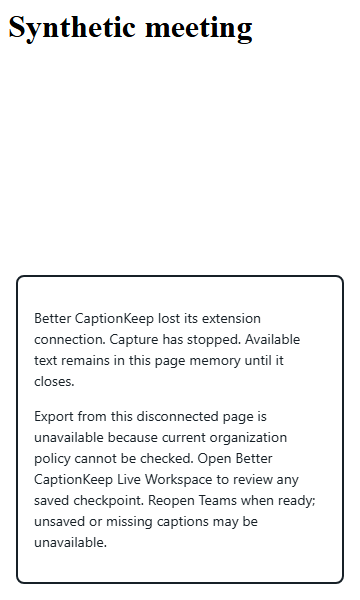 Synthetic meeting
Better CaptionKeep lost its extension
connection. Capture has stopped. Available
text remains in this page memory until it
closes.
Export from this disconnected page is
unavailable because current organization
policy cannot be checked. Open Better
CaptionKeep Live Workspace to review any
saved checkpoint. Reopen Teams when ready;
unsaved or missing captions may be
unavailable.